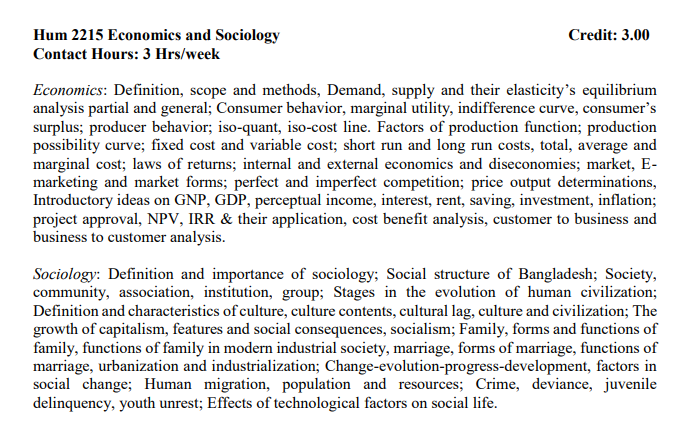 Hum 2215 Economics and Sociology Credit: 3.00
Contact Hours: 3 Hrs/week
Economics: Definition, scope and methods, Demand, supply and their elasticity’s equilibrium
analysis partial and general; Consumer behavior, marginal utility, indifference curve, consumer’s
surplus; producer behavior; iso-quant, iso-cost line. Factors of production function; production
possibility curve; fixed cost and variable cost; short run and long run costs, total, average and
marginal cost; laws of returns; internal and external economics and diseconomies; market, E-
marketing and market forms; perfect and imperfect competition; price output determinations,
Introductory ideas on GNP, GDP, perceptual income, interest, rent, saving, investment, inflation;
project approval, NPV, IRR & their application, cost benefit analysis, customer to business and
business to customer analysis.
Sociology: Definition and importance of sociology; Social structure of Bangladesh; Society,
community, association, institution, group; Stages in the evolution of human civilization;
Definition and characteristics of culture, culture contents, cultural lag, culture and civilization; The
growth of capitalism, features and social consequences, socialism; Family, forms and functions of
family, functions of family in modern industrial society, marriage, forms of marriage, functions of
marriage, urbanization and industrialization; Change-evolution-progress-development, factors in
social change; Human migration, population and resources; Crime, deviance, juvenile
delinquency, youth unrest; Effects of technological factors on social life.